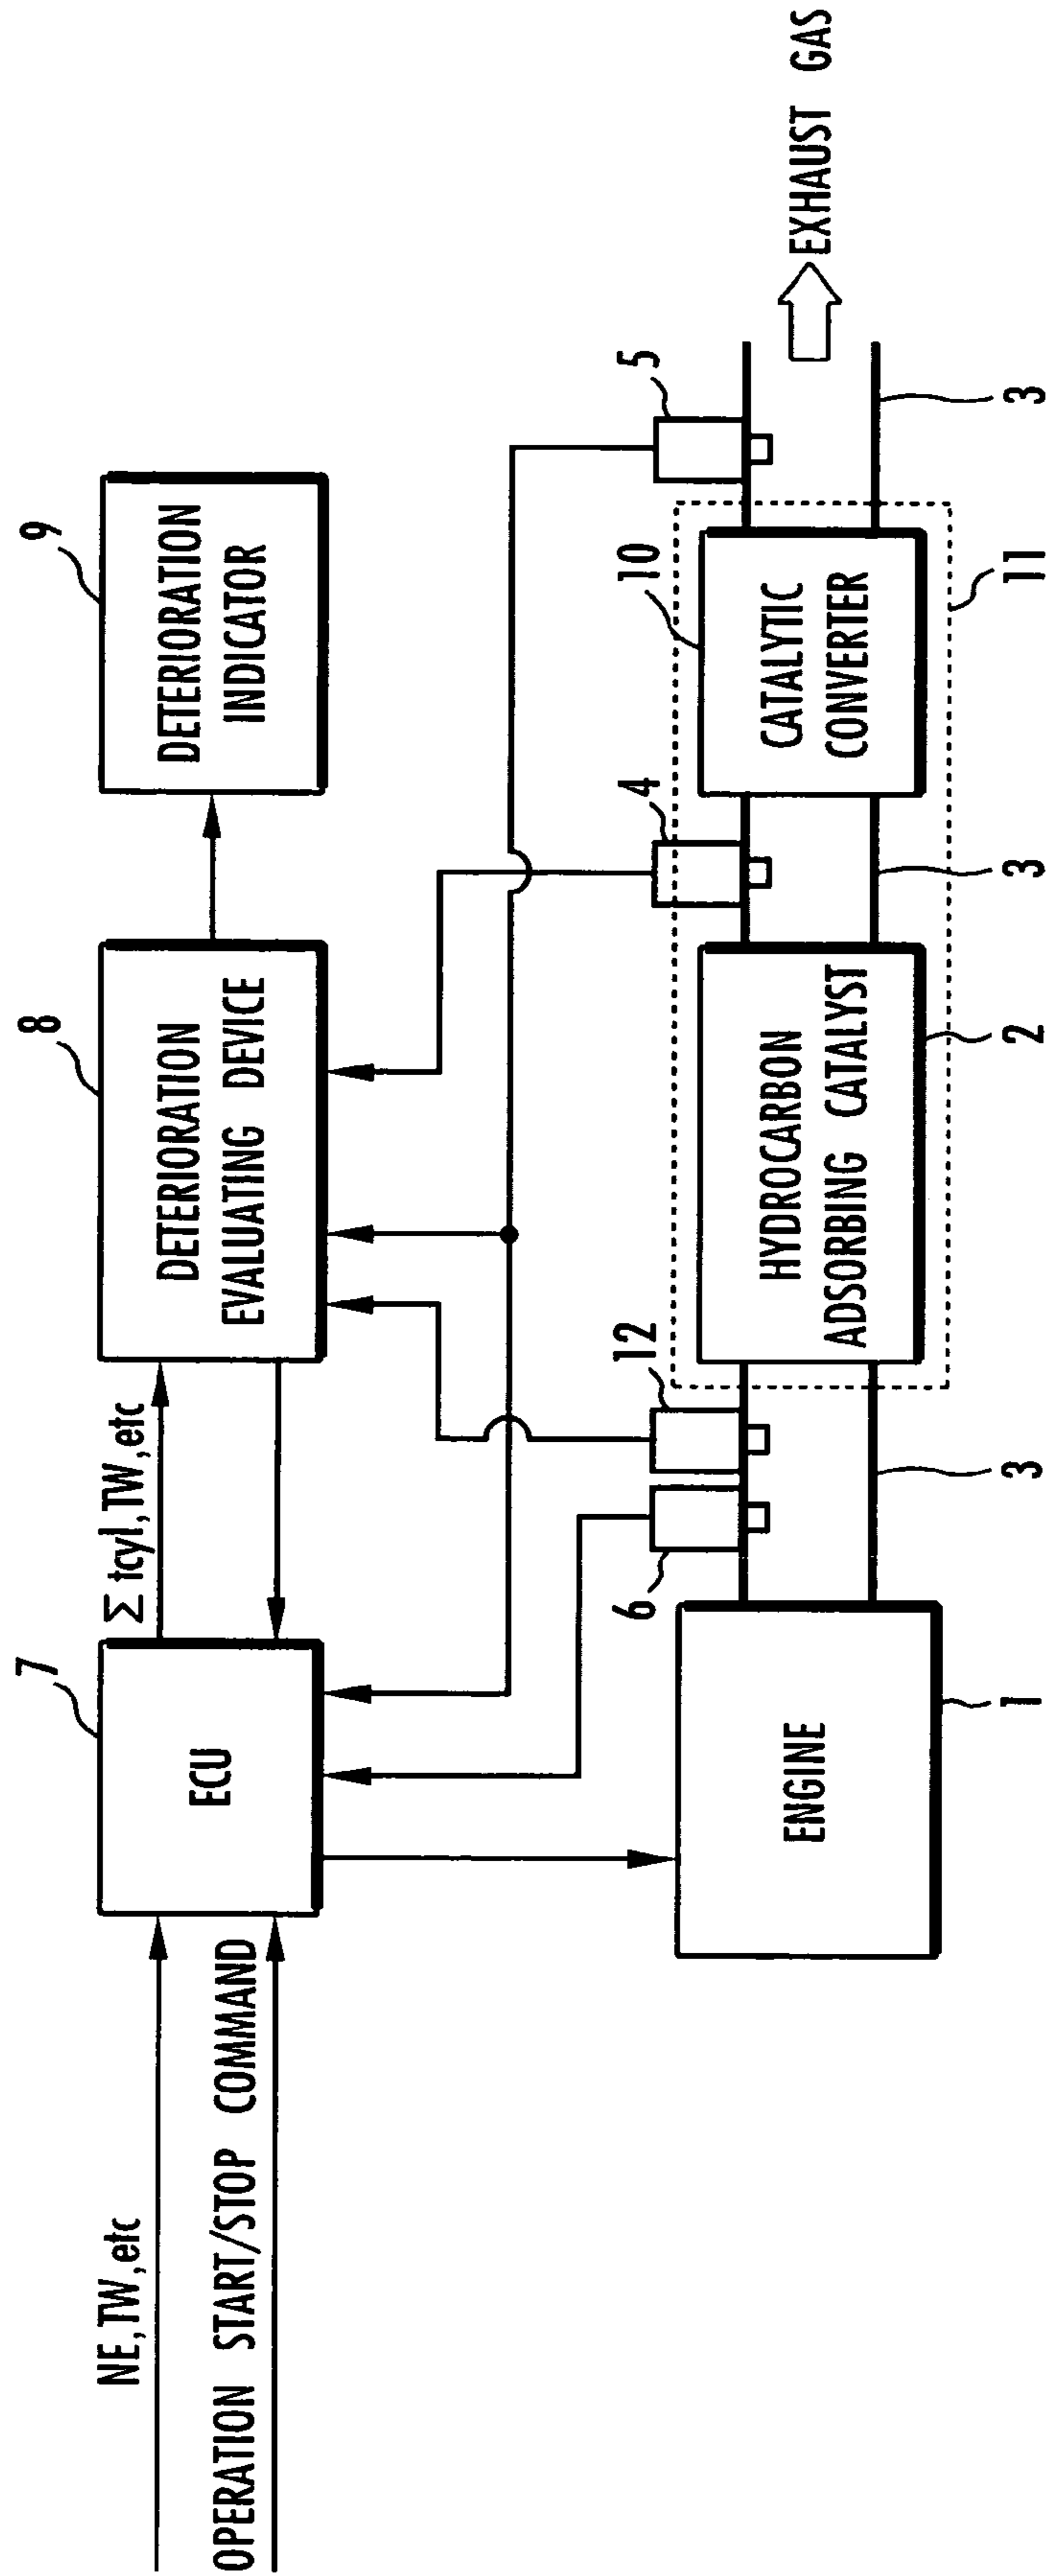 NE,TW,etc
OPERATION START/STOP COMMAND
7
ECU
Σ tcyl,TW,etc
8
DETERIORATION
EVALUATING DEVICE
9
DETERIORATION
INDICATOR
6
12
4
10
5
ENGINE
HYDROCARBON
ADSORBING CATALYST
CATALYTIC
CONVERTER
EXHAUST GAS
1
3
2
3
11
3